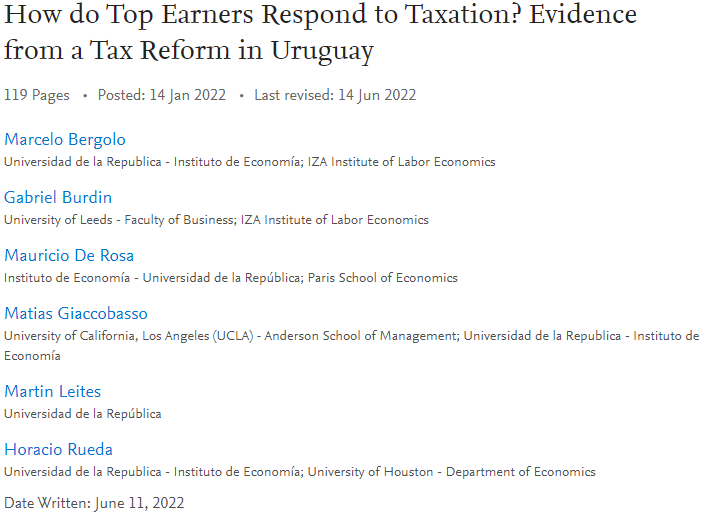 How do Top Earners Respond to Taxation? Evidence
from a Tax Reform in Uruguay
119 Pages • Posted: 14 Jan 2022 • Last revised: 14 Jun 2022
Marcelo Bergolo
Universidad de la Republica - Instituto de Economía; IZA Institute of Labor Economics
Gabriel Burdin
University of Leeds - Faculty of Business; IZA Institute of Labor Economics
Mauricio De Rosa
Instituto de Economía - Universidad de la República; Paris School of Economics
Matias Giaccobasso
University of California, Los Angeles (UCLA) - Anderson School of Management; Universidad de la Republica - Instituto de
Economía
Martin Leites
Universidad de la República
Horacio Rueda
Universidad de la Republica - Instituto de Economía; University of Houston - Department of Economics
Date Written: June 11, 2022